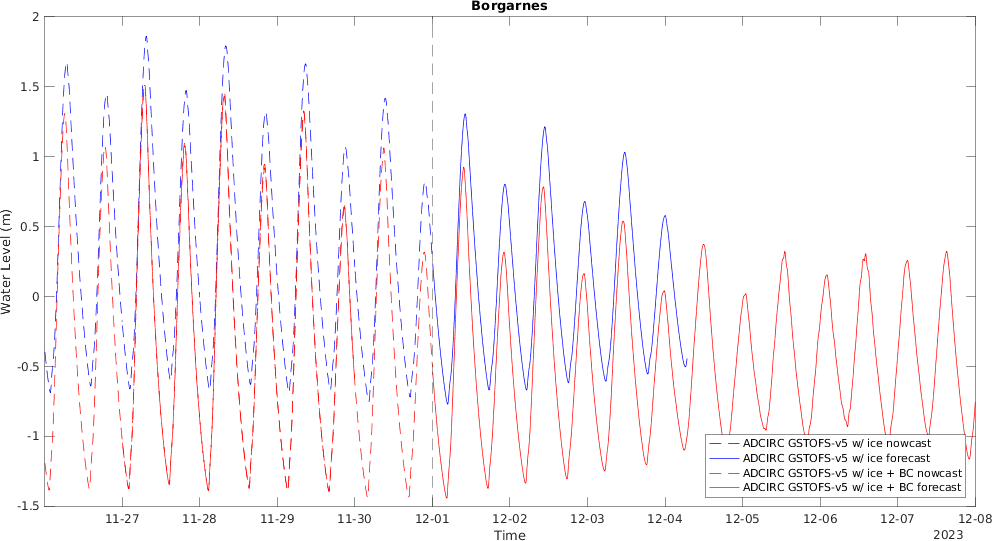 Borgarnes
2
1.5
1
0.5
0
-0.5
-1
-1.5
Water Level (m)
11-27 11-28 11-29 11-30 12-01 12-02 12-03 12-04 12-05 12-06 12-07 12-08
Time
2023
ADCIRC GSTOFS-v5 w/ ice nowcast
ADCIRC GSTOFS-v5 w/ ice forecast
ADCIRC GSTOFS-v5 w/ ice + BC nowcast
ADCIRC GSTOFS-v5 w/ ice + BC forecast